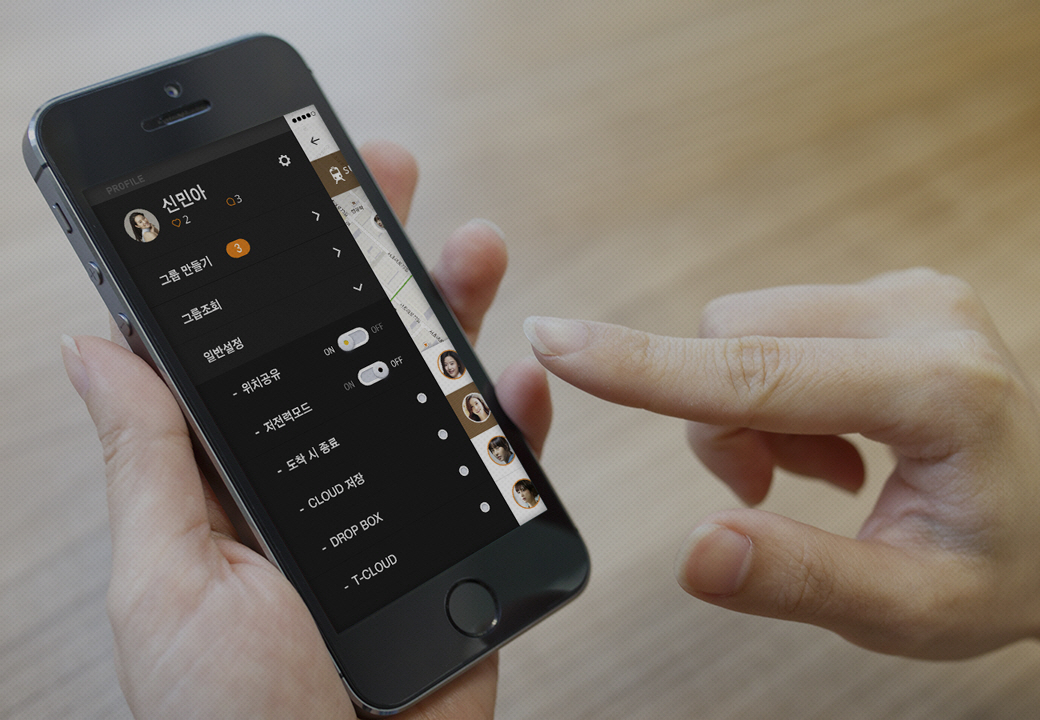 PROFILE
신민아
2
3
그룹 만들기 3
그룹조회
일반설정
- 위치공유 ON OFF
- 저전력모드 ON OFF
- 도착 시 종료
- CLOUD 저장
- DROP BOX
- T-CLOUD